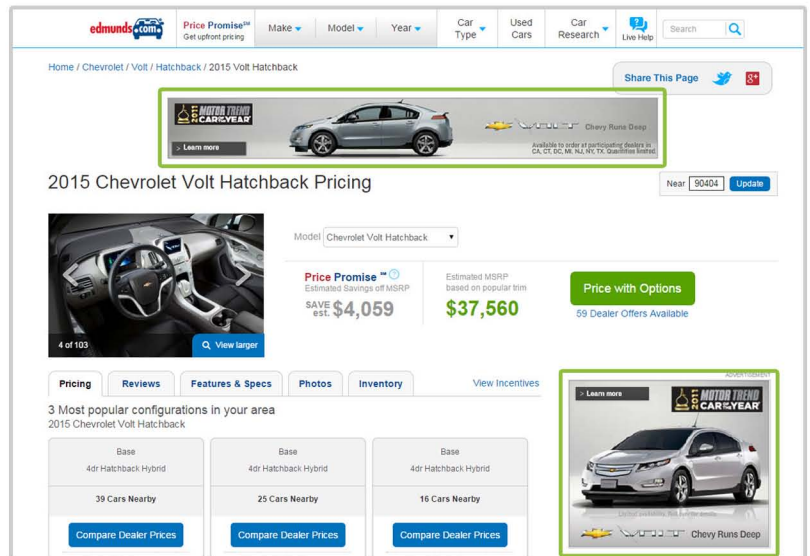 edmunds.com
Price Promise℠
Get upfront pricing
Make
Model
Year
Car Type
Used Cars
Car Research
Live Help
Search
Home / Chevrolet / Volt / Hatchback / 2015 Volt Hatchback
Share This Page
2011 MOTOR TREND CAR OF THE YEAR
> Learn more
VOLT Chevy Runs Deep
Available to order at participating dealers in
CA, CT, DC, MI, NJ, NY, TX. Quantities limited.
2015 Chevrolet Volt Hatchback Pricing
Near 90404 Update
Model Chevrolet Volt Hatchback
Price Promise ℠ ?
Estimated Savings off MSRP
SAVE est. $4,059
Estimated MSRP
based on popular trim
$37,560
Price with Options
59 Dealer Offers Available
4 of 103
View larger
Pricing Reviews Features & Specs Photos Inventory View Incentives
3 Most popular configurations in your area
2015 Chevrolet Volt Hatchback
Base Base Base
4dr Hatchback Hybrid 4dr Hatchback Hybrid 4dr Hatchback Hybrid
39 Cars Nearby 25 Cars Nearby 16 Cars Nearby
Compare Dealer Prices Compare Dealer Prices Compare Dealer Prices
ADVERTISEMENT
> Learn more
2011 MOTOR TREND CAR OF THE YEAR
VOLT Chevy Runs Deep